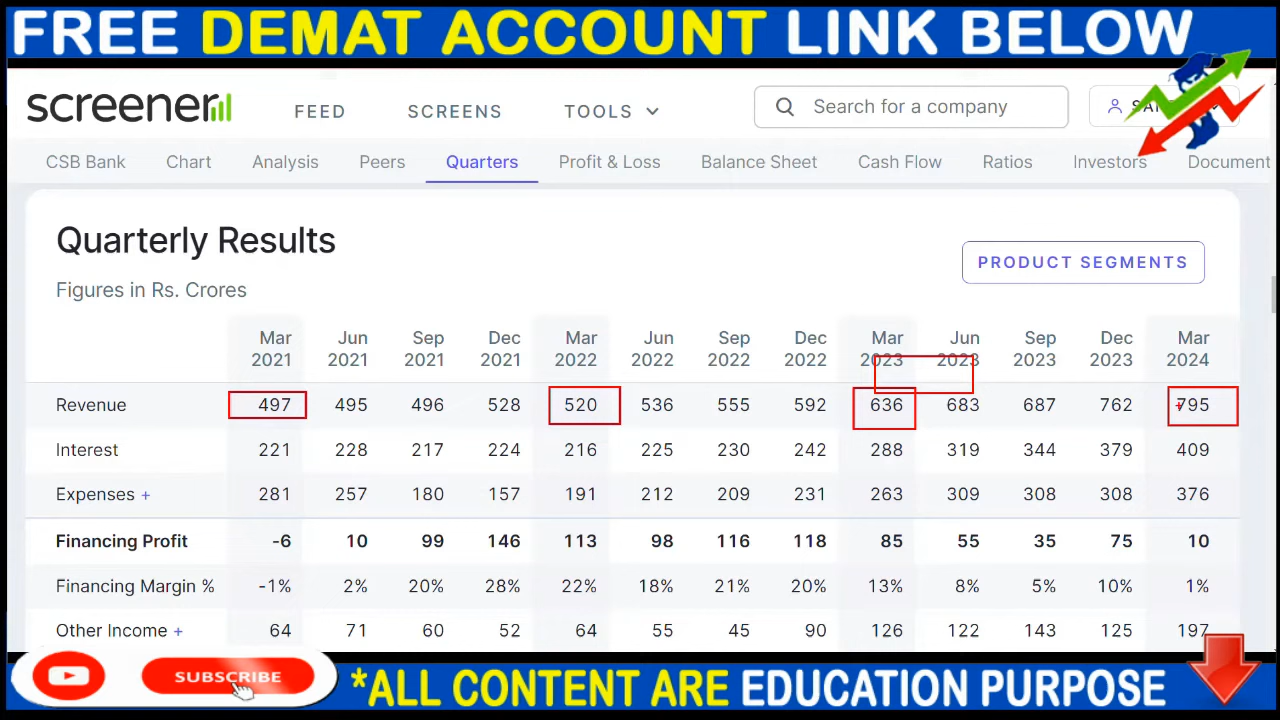 FREE DEMAT ACCOUNT LINK BELOW
screener FEED SCREENS TOOLS Search for a company
CSB Bank Chart Analysis Peers Quarters Profit & Loss Balance Sheet Cash Flow Ratios Investors Document
Quarterly Results
PRODUCT SEGMENTS
Figures in Rs. Crores
Mar Jun Sep Dec Mar Jun Sep Dec Mar Jun Sep Dec Mar
2021 2021 2021 2021 2022 2022 2022 2022 2023 2023 2023 2023 2024
Revenue 497 495 496 528 520 536 555 592 636 683 687 762 795
Interest 221 228 217 224 216 225 230 242 288 319 344 379 409
Expenses + 281 257 180 157 191 212 209 231 263 309 308 308 376
Financing Profit -6 10 99 146 113 98 116 118 85 55 35 75 10
Financing Margin % -1% 2% 20% 28% 22% 18% 21% 20% 13% 8% 5% 10% 1%
Other Income + 64 71 60 52 64 55 45 90 126 122 143 125 197
SUBSCRIBE
*ALL CONTENT ARE EDUCATION PURPOSE